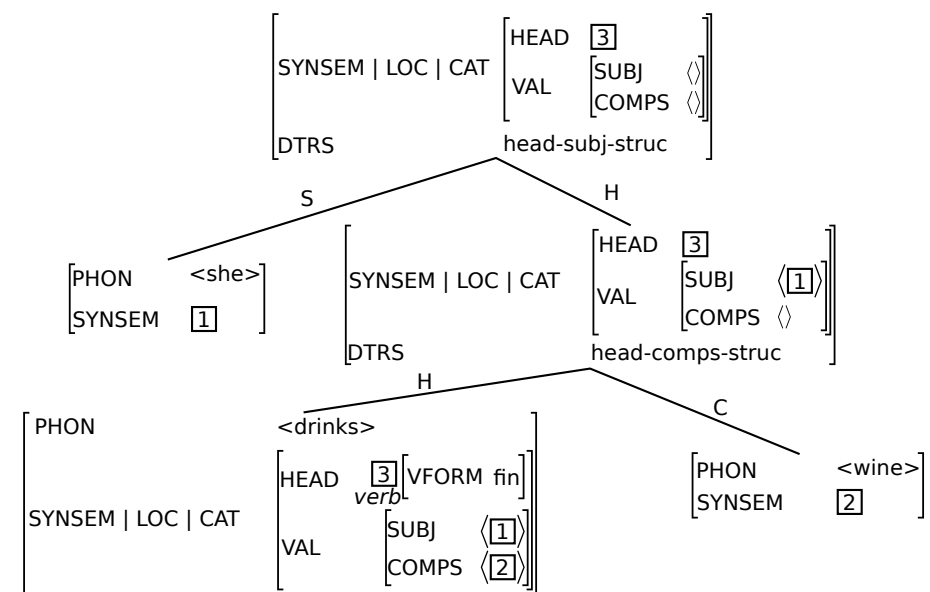 HEAD 3
SYNSEM | LOC | CAT
VAL
SUBJ ⟨⟩
COMPS ⟨⟩
DTRS head-subj-struc
S H
PHON <she>
SYNSEM 1
HEAD 3
SYNSEM | LOC | CAT
VAL
SUBJ ⟨1⟩
COMPS ⟨⟩
DTRS head-comps-struc
H C
PHON <drinks>
HEAD 3 VFORM fin
verb
SYNSEM | LOC | CAT
VAL
SUBJ ⟨1⟩
COMPS ⟨2⟩
PHON <wine>
SYNSEM 2